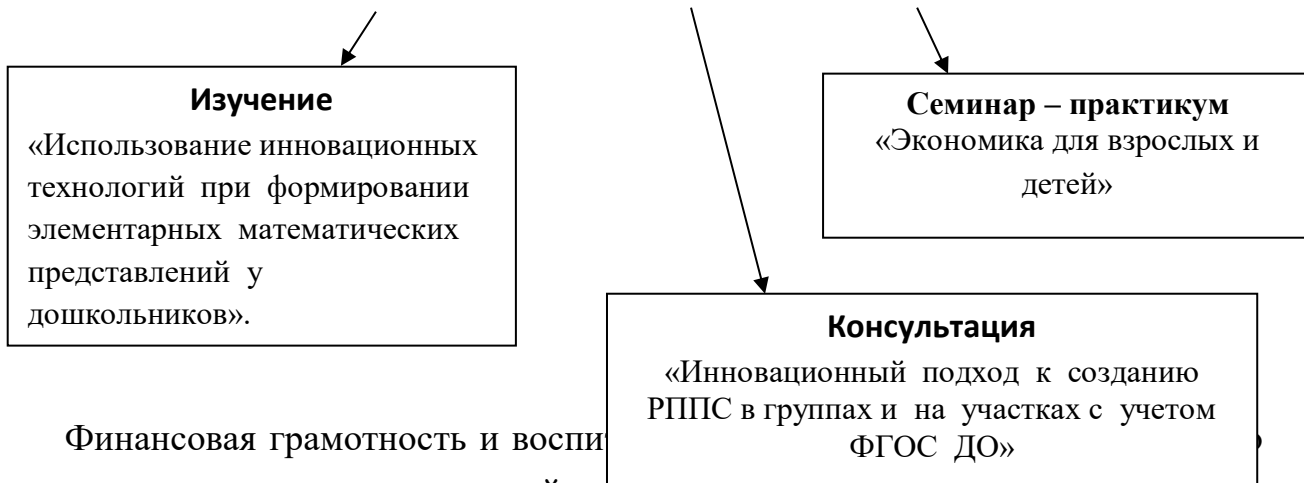 Изучение
«Использование инновационных
технологий при формировании
элементарных математических
представлений у
дошкольников».
Семинар – практикум
«Экономика для взрослых и
детей»
Консультация
«Инновационный подход к созданию
РППС в группах и на участках с учетом
ФГОС ДО»
Финансовая грамотность и